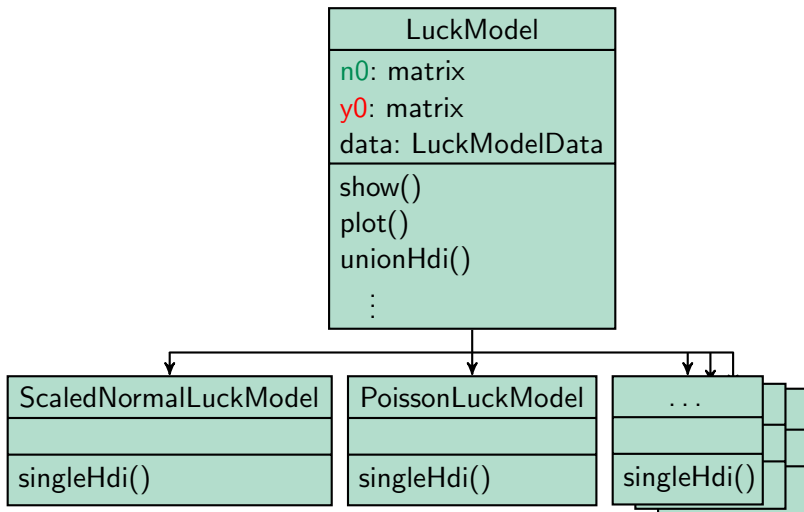 LuckModel
n0: matrix
y0: matrix
data: LuckModelData
show()
plot()
unionHdi()
⋮
ScaledNormalLuckModel
singleHdi()
PoissonLuckModel
singleHdi()
...
singleHdi()